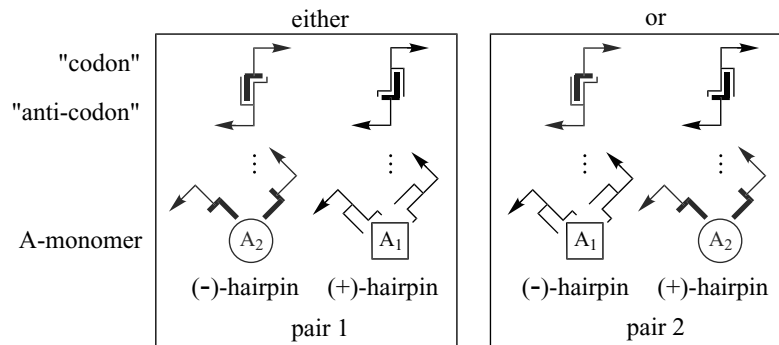 either or
"codon"
"anti-codon"
A-monomer
A2 A1 A1 A2
(-)-hairpin (+)-hairpin (-)-hairpin (+)-hairpin
pair 1 pair 2